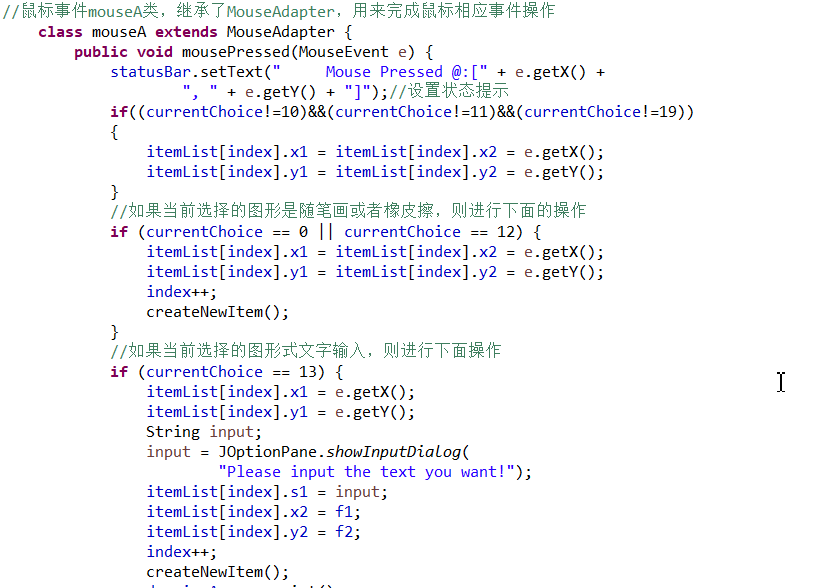 //鼠标事件mouseA类，继承了MouseAdapter，用来完成鼠标相应事件操作
class mouseA extends MouseAdapter {
public void mousePressed(MouseEvent e) {
statusBar.setText("     Mouse Pressed @:[" + e.getX() +
", " + e.getY() + "]");//设置状态提示
if((currentChoice!=10)&&(currentChoice!=11)&&(currentChoice!=19))
{
itemList[index].x1 = itemList[index].x2 = e.getX();
itemList[index].y1 = itemList[index].y2 = e.getY();
}
//如果当前选择的图形是随笔画或者橡皮擦，则进行下面的操作
if (currentChoice == 0 || currentChoice == 12) {
itemList[index].x1 = itemList[index].x2 = e.getX();
itemList[index].y1 = itemList[index].y2 = e.getY();
index++;
createNewItem();
}
//如果当前选择的图形式文字输入，则进行下面操作
if (currentChoice == 13) {
itemList[index].x1 = e.getX();
itemList[index].y1 = e.getY();
String input;
input = JOptionPane.showInputDialog(
"Please input the text you want!");
itemList[index].s1 = input;
itemList[index].x2 = f1;
itemList[index].y2 = f2;
index++;
createNewItem();